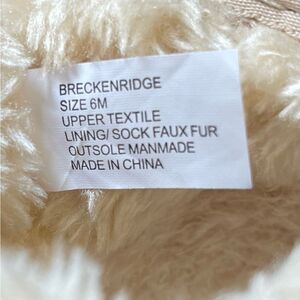 BRECKENRIDGE
SIZE 6M
UPPER TEXTILE
LINING/ SOCK FAUX FUR
OUTSOLE MANMADE
MADE IN CHINA